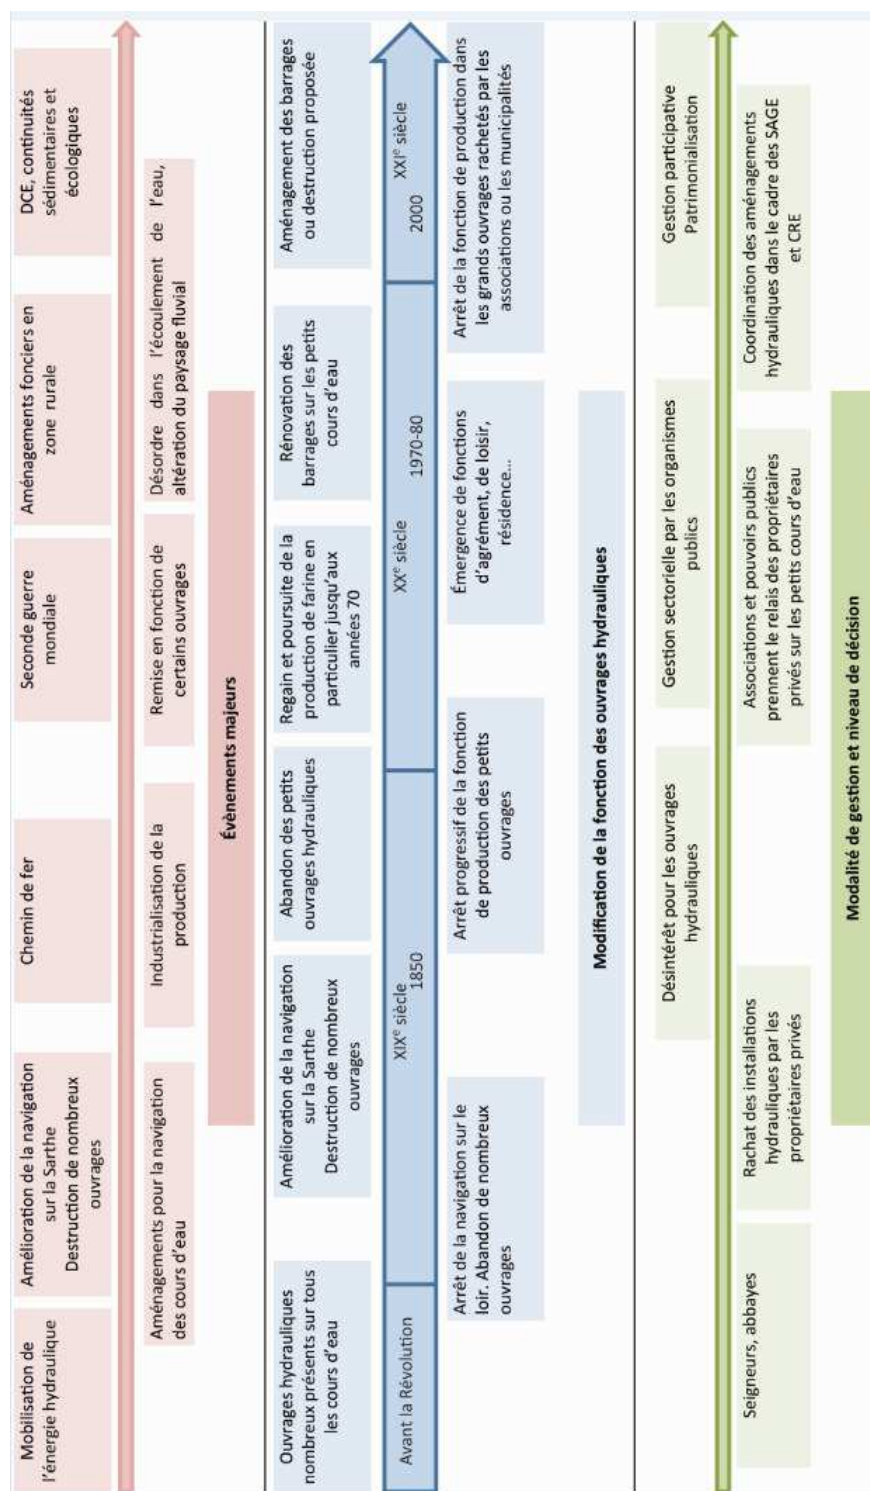 Mobilisation de
l'énergie hydraulique
Amélioration de la navigation
sur la Sarthe
Destruction de nombreux
ouvrages
Chemin de fer
Seconde guerre
mondiale
Aménagements fonciers en
zone rurale
DCE, continuités
sédimentaires et
écologiques
Aménagements pour la navigation
des cours d'eau
Industrialisation de la
production
Remise en fonction de
certains ouvrages
Désordre dans l'écoulement de l'eau,
altération du paysage fluvial
Évènements majeurs
Ouvrages hydrauliques
nombreux présents sur tous
les cours d'eau
Amélioration de la navigation
sur la Sarthe
Destruction de nombreux
ouvrages
Abandon des petits
ouvrages hydrauliques
Regain et poursuite de la
production de farine en
particulier jusqu'aux
années 70
Rénovation des
barrages sur les petits
cours d'eau
Aménagement des barrages
ou destruction proposée
Avant la Révolution
XIXe siècle
1850
XXe siècle
1970-80
XXIe siècle
2000
Arrêt de la navigation sur le
loir. Abandon de nombreux
ouvrages
Arrêt progressif de la fonction
de production des petits
ouvrages
Émergence de fonctions
d'agrément, de loisir,
résidence...
Arrêt de la fonction de production dans
les grands ouvrages rachetés par les
associations ou les municipalités
Modification de la fonction des ouvrages hydrauliques
Désintérêt pour les ouvrages
hydrauliques
Gestion sectorielle par les organismes
publics
Gestion participative
Patrimonialisation
Seigneurs, abbayes
Rachat des installations
hydrauliques par les
propriétaires privés
Associations et pouvoirs publics
prennent le relais des propriétaires
privés sur les petits cours d'eau
Coordination des aménagements
hydrauliques dans le cadre des SAGE
et CRE
Modalité de gestion et niveau de décision